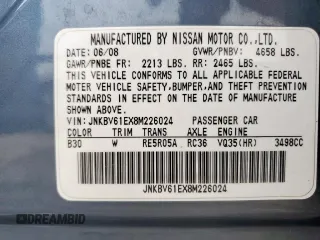 MANUFACTURED BY NISSAN MOTOR CO.,LTD.
DATE: 06/08 GVWR/PNBV: 4658 LBS.
GAWR/PNBE FR: 2213 LBS. RR: 2465 LBS.
THIS VEHICLE CONFORMS TO ALL APPLICABLE FEDERAL
MOTOR VEHICLE SAFETY,BUMPER,AND THEFT PREVENTION
STANDARDS IN EFFECT ON THE DATE OF MANUFACTURE
SHOWN ABOVE.
VIN: JNKBV61EX8M226024 PASSENGER CAR
COLOR TRIM TRANS AXLE ENGINE
B30 W RE5R05A RC36 VQ35(HR) 3498CC
JNKBV61EX8M226024
DREAMBID